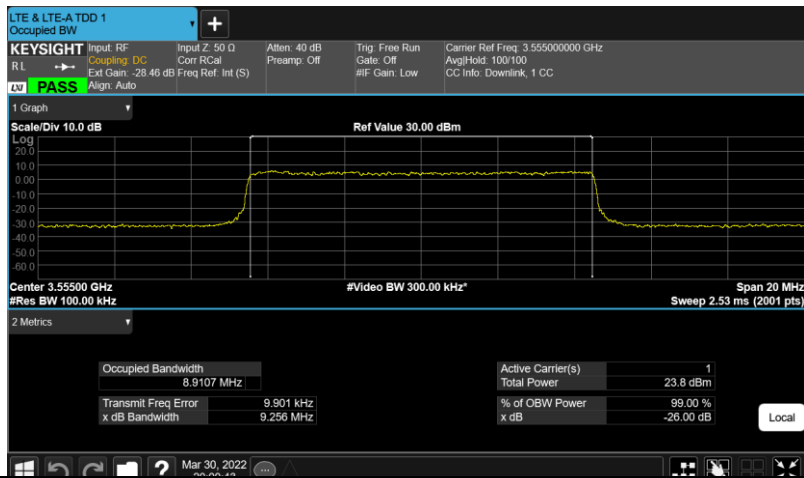 LTE & LTE-A TDD 1
Occupied BW
KEYSIGHT
Input: RF
Input Z: 50 Ω
Atten: 40 dB
Trig: Free Run
Carrier Ref Freq: 3.555000000 GHz
R L
Coupling: DC
Corr RCal
Preamp: Off
Gate: Off
Avg|Hold: 100/100
Ext Gain: -28.46 dB
Freq Ref: Int (S)
#IF Gain: Low
CC Info: Downlink, 1 CC
LXI
PASS
Align: Auto
1 Graph
Scale/Div 10.0 dB
Ref Value 30.00 dBm
Log
20.0
10.0
0.00
-10.0
-20.0
-30.0
-40.0
-50.0
-60.0
Center 3.55500 GHz
#Video BW 300.00 kHz*
Span 20 MHz
#Res BW 100.00 kHz
Sweep 2.53 ms (2001 pts)
2 Metrics
Occupied Bandwidth
8.9107 MHz
Active Carrier(s) 1
Total Power 23.8 dBm
Transmit Freq Error 9.901 kHz
% of OBW Power 99.00 %
x dB Bandwidth 9.256 MHz
x dB -26.00 dB
Local
?
Mar 30, 2022